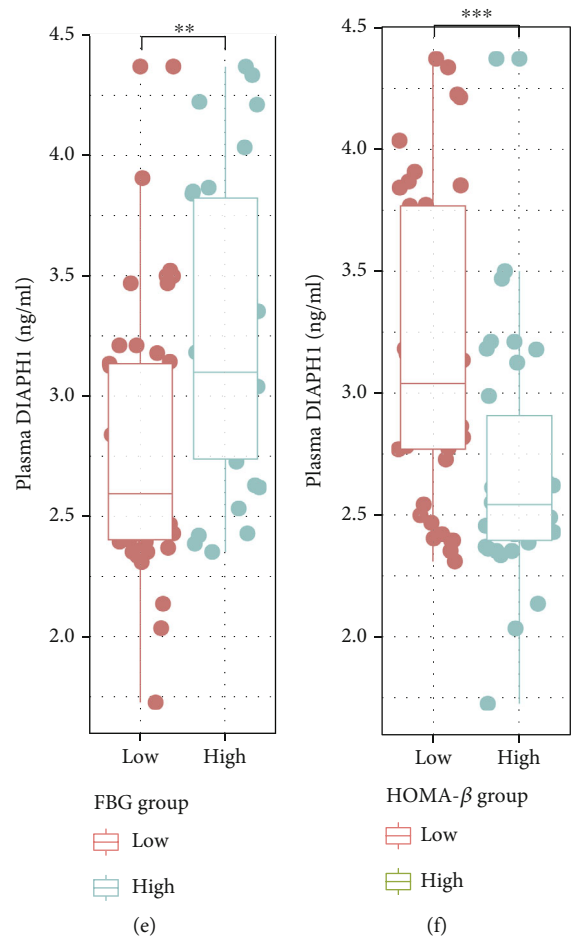 **
4.5
4.0
3.5
3.0
2.5
2.0
Plasma DIAPH1 (ng/ml)
Low
High
FBG group
Low
High
(e)
***
4.5
4.0
3.5
3.0
2.5
2.0
Plasma DIAPH1 (ng/ml)
Low
High
HOMA-β group
Low
High
(f)